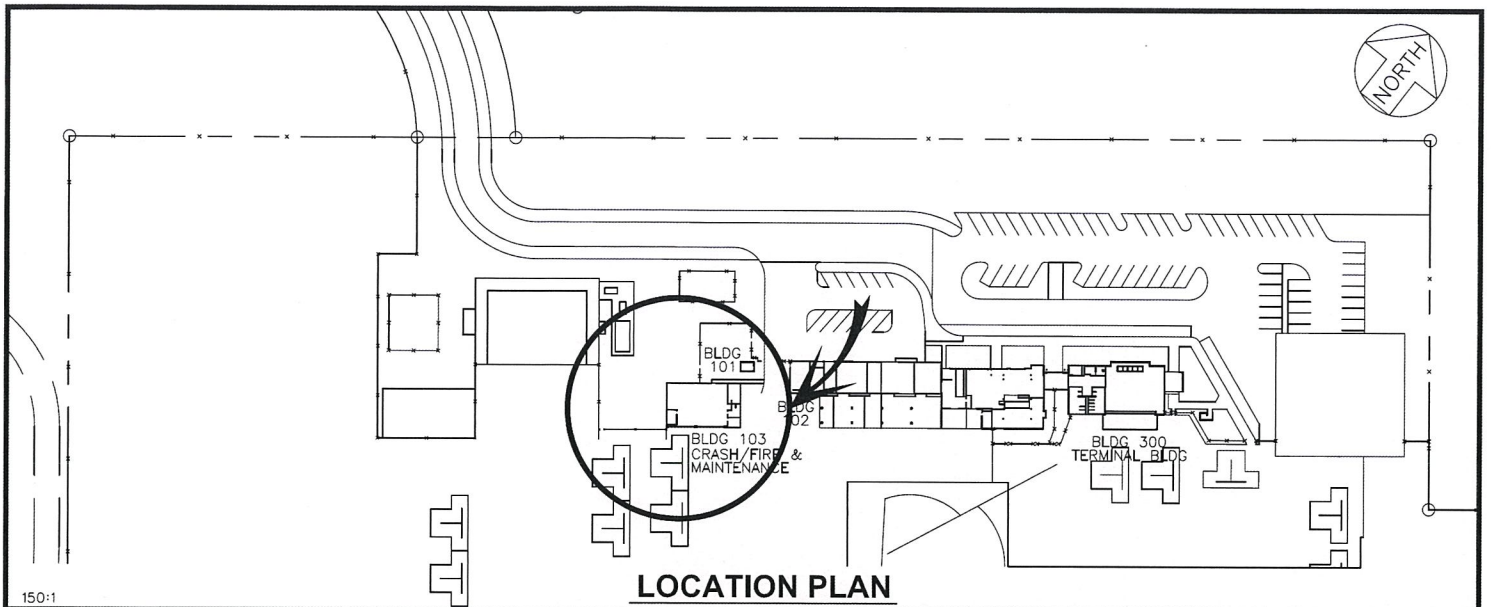 NORTH
BLDG
101
BLDG
102
BLDG 103
CRASH/FIRE &
MAINTENANCE
BLDG 300
TERMINAL BLDG
LOCATION PLAN
150:1